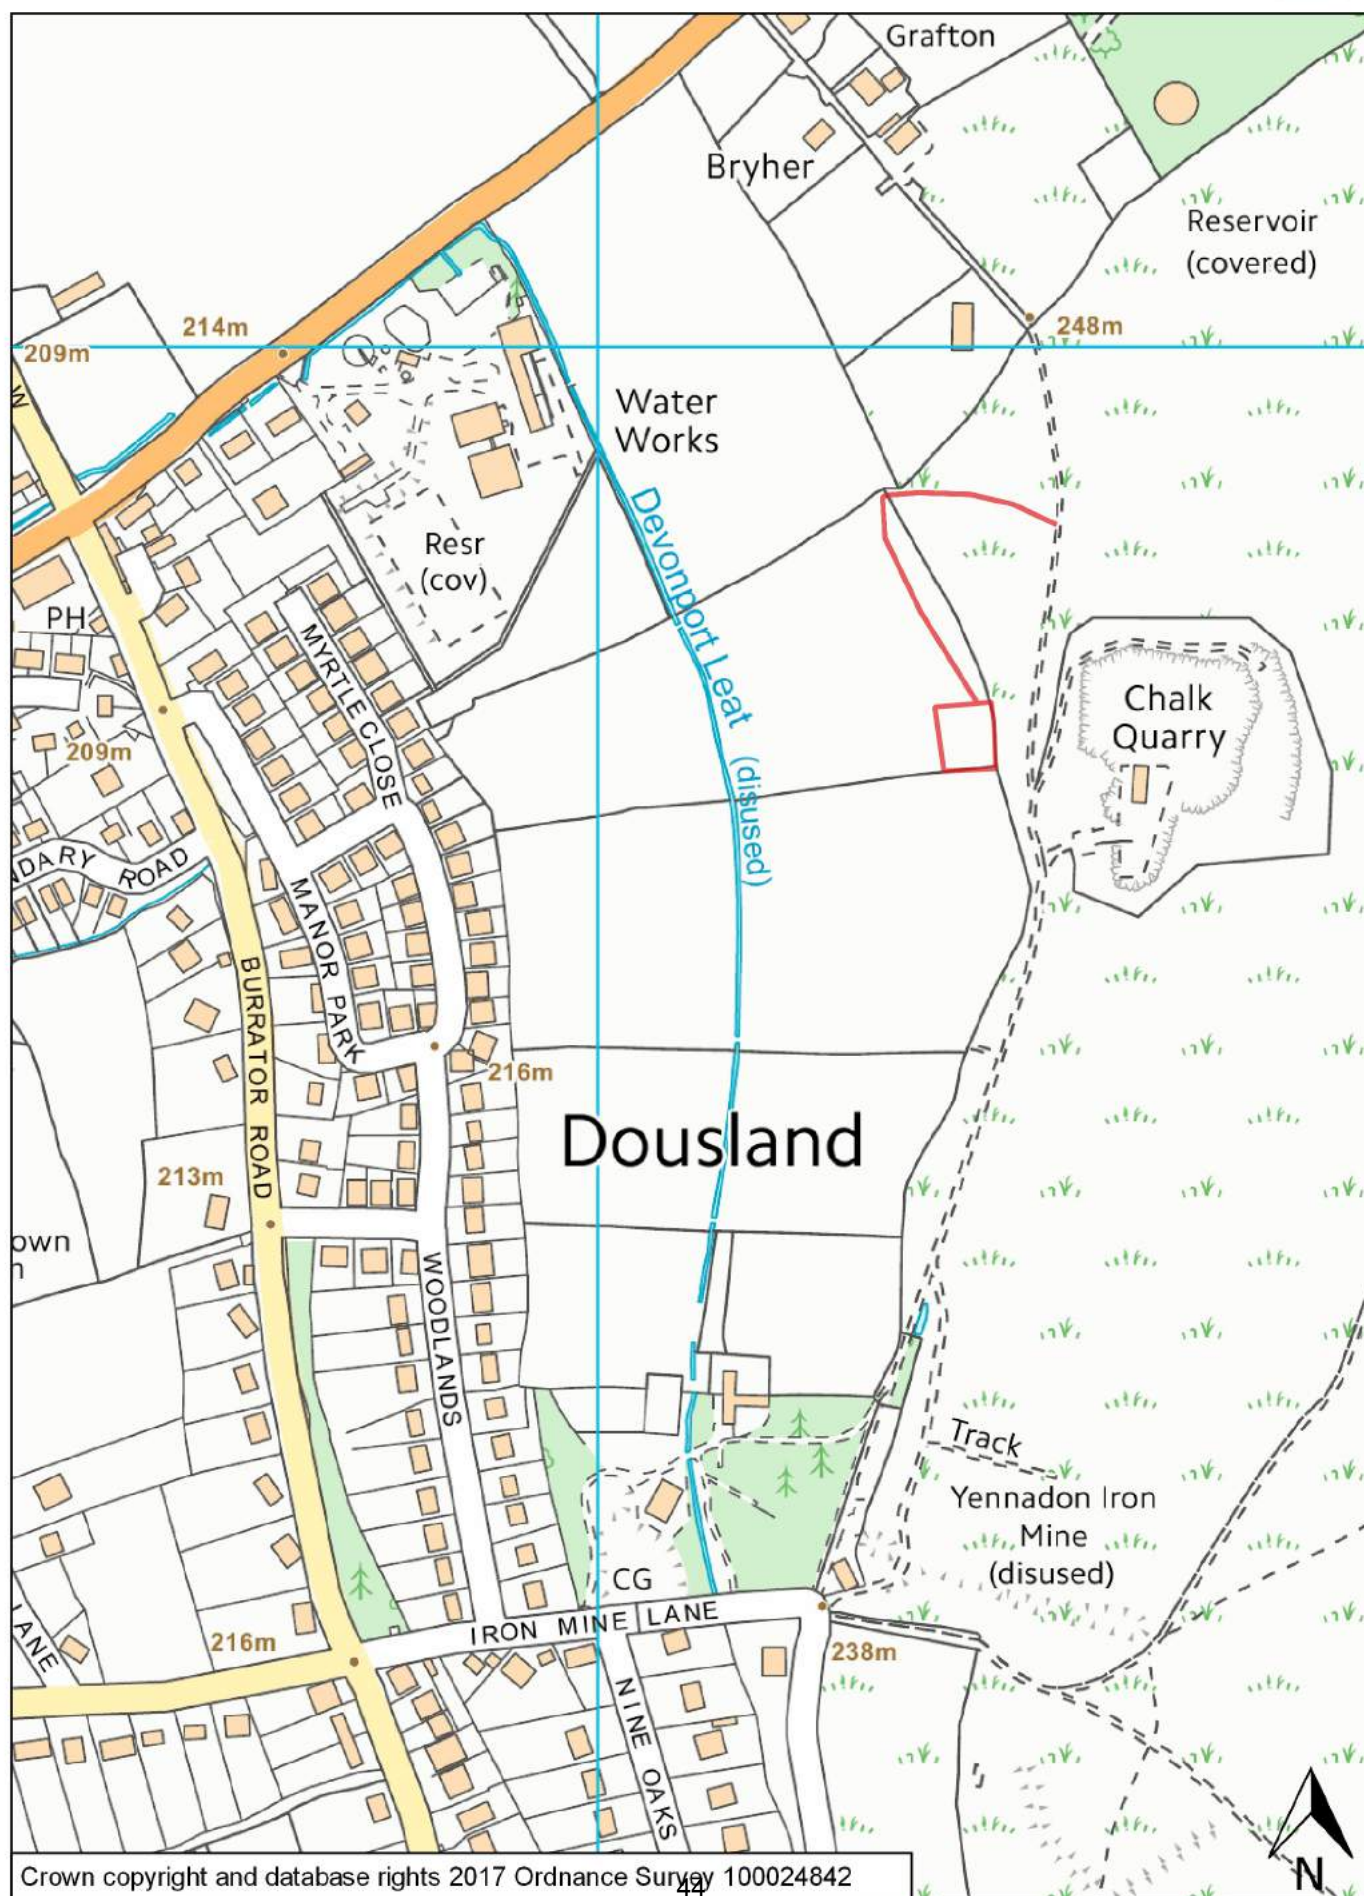 Grafton
Bryher
Reservoir
(covered)
214m
209m
248m
W
Water
Works
Devonport Leat (disused)
Resr
(cov)
PH
MYRTLE CLOSE
Chalk
Quarry
209m
NDARY ROAD
MANOR PARK
BURRATOR ROAD
216m
Dousland
213m
own
n
WOODLANDS
Track
Yennadon Iron
Mine
(disused)
CG
IRON MINE LANE
LANE
216m
238m
NINE OAKS
N
Crown copyright and database rights 2017 Ordnance Survey 100024842
44